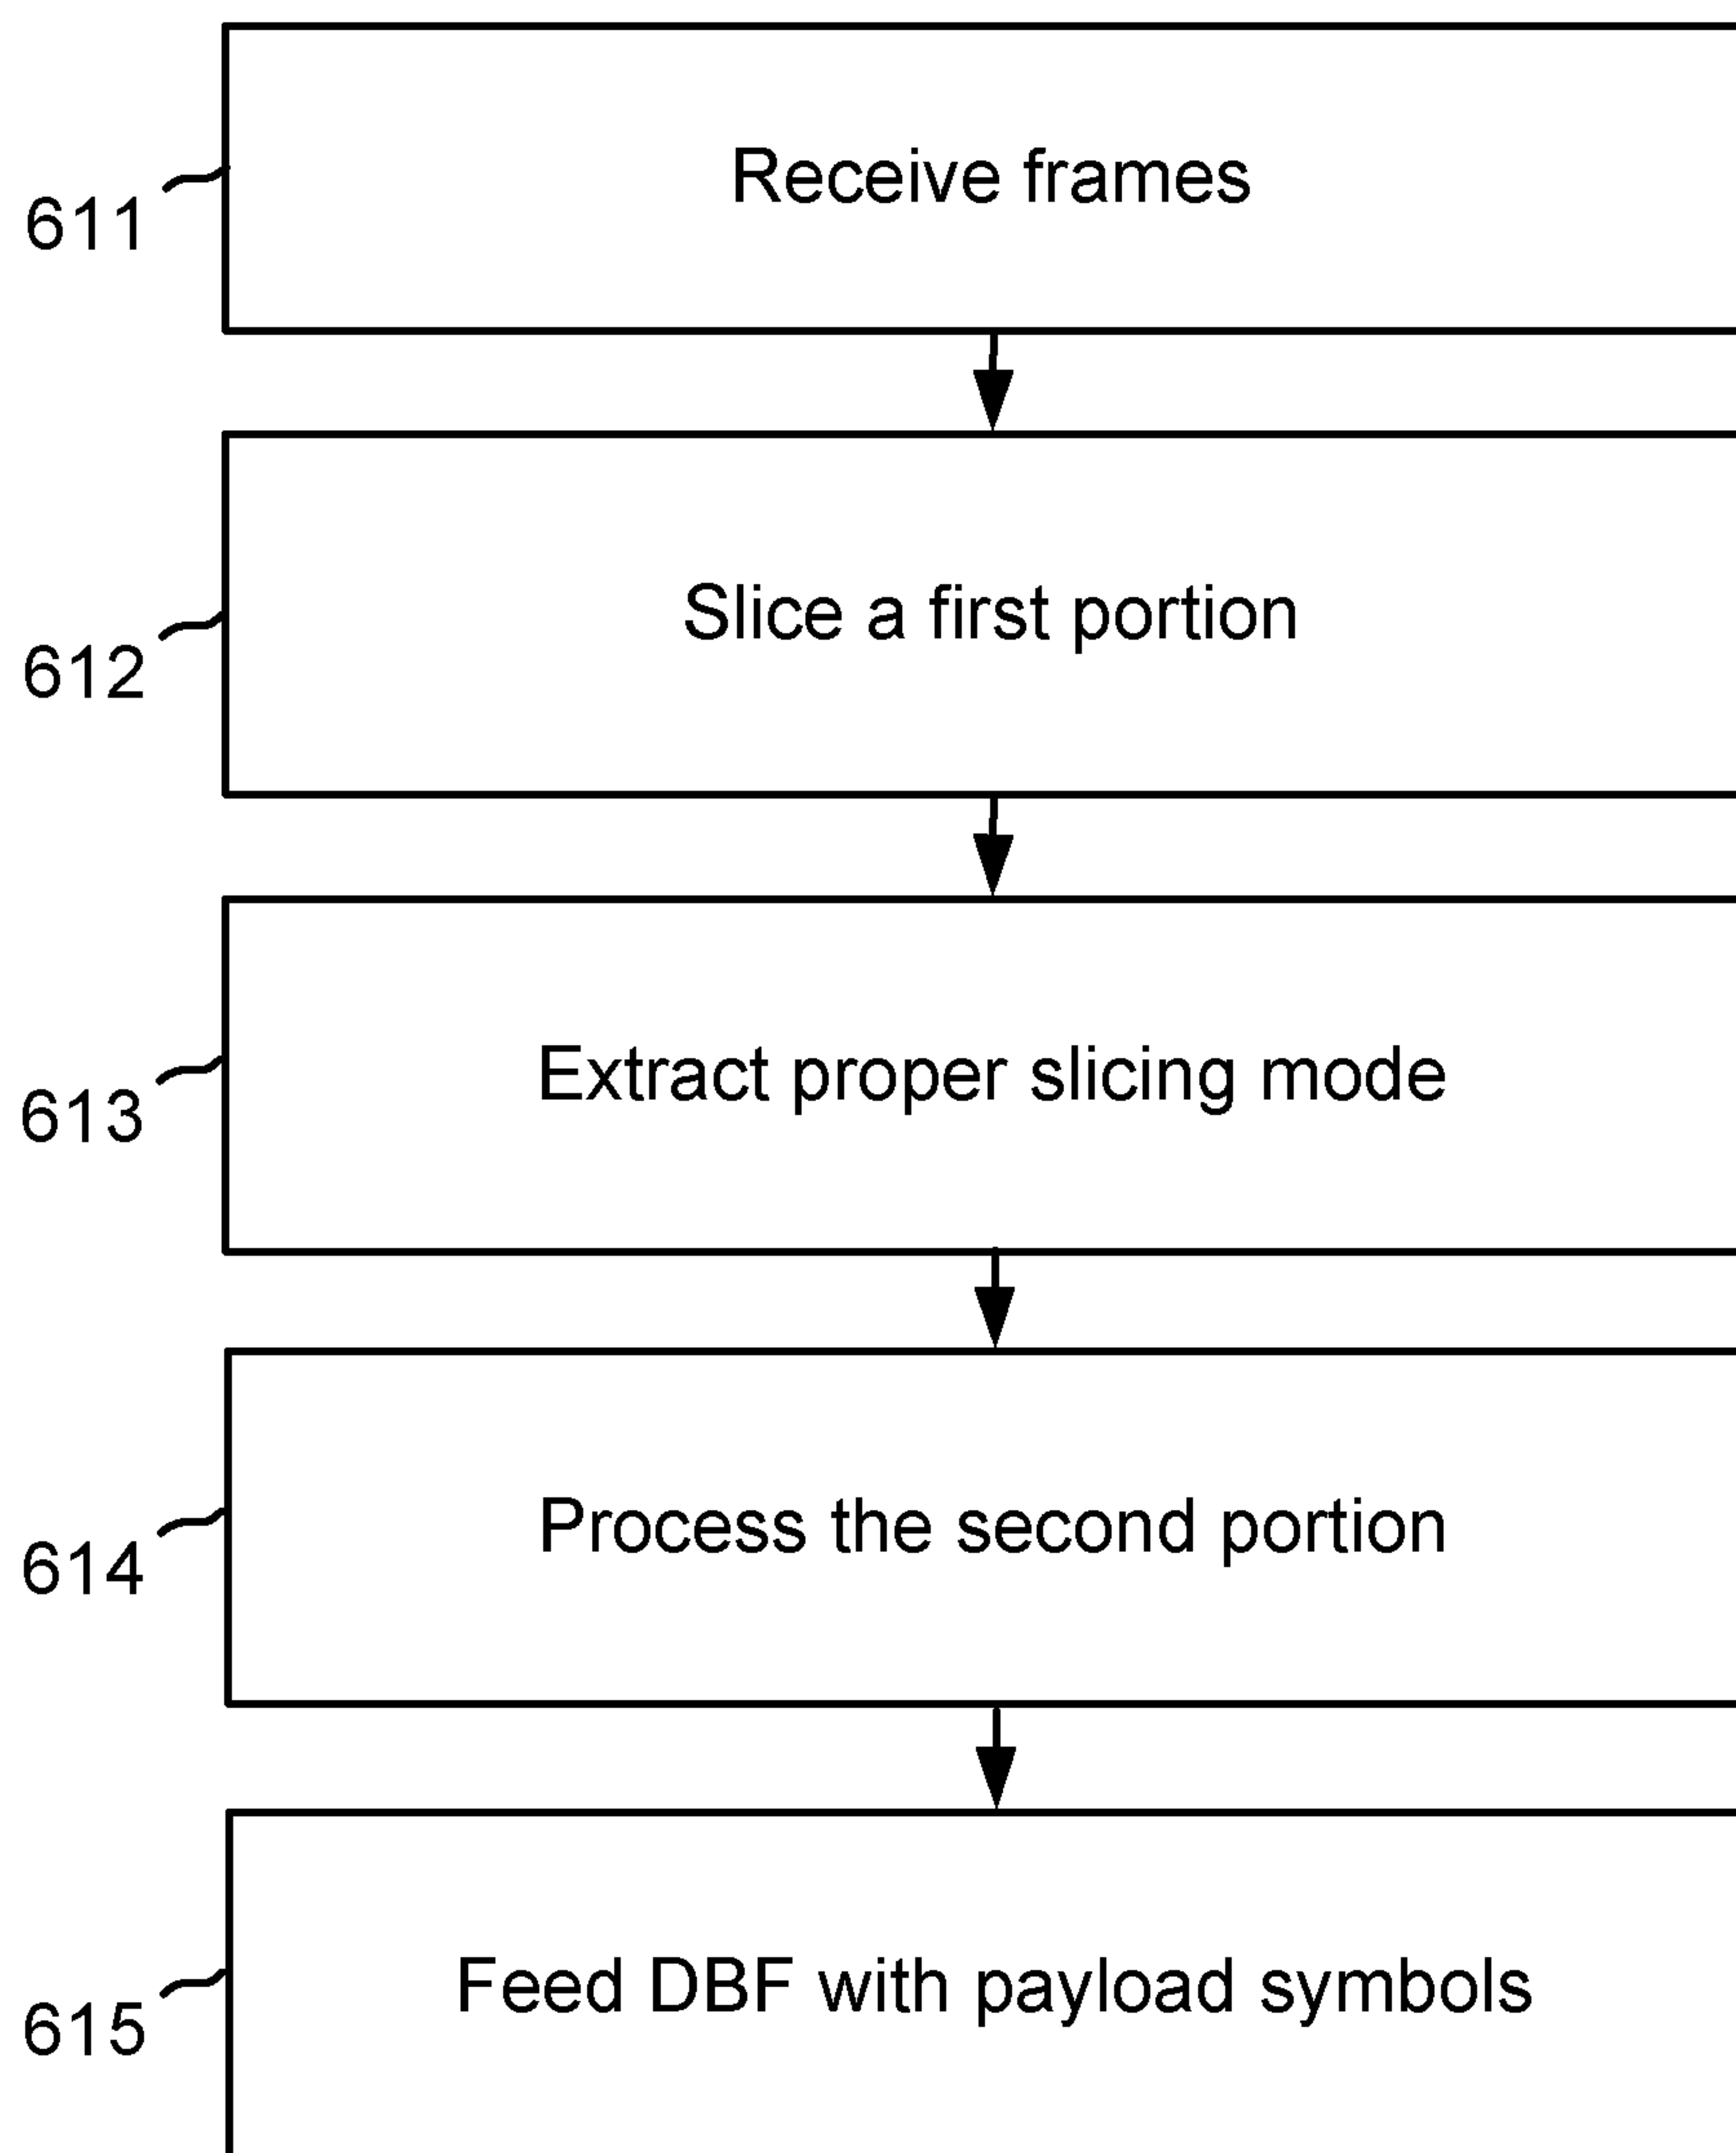 Receive frames
611
Slice a first portion
612
Extract proper slicing mode
613
Process the second portion
614
Feed DBF with payload symbols
615